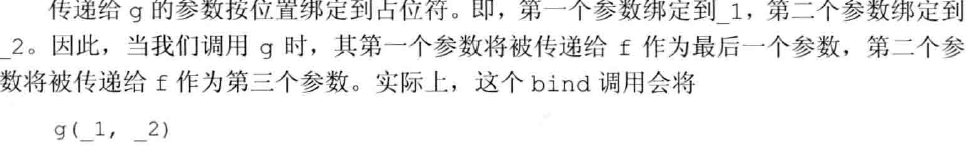 传递给 g 的参数按位置绑定到占位符。即，第一个参数绑定到_1，第二个参数绑定到
_2。因此，当我们调用 g 时，其第一个参数将被传递给 f 作为最后一个参数，第二个参
数将被传递给 f 作为第三个参数。实际上，这个 bind 调用会将
g(_1, _2)